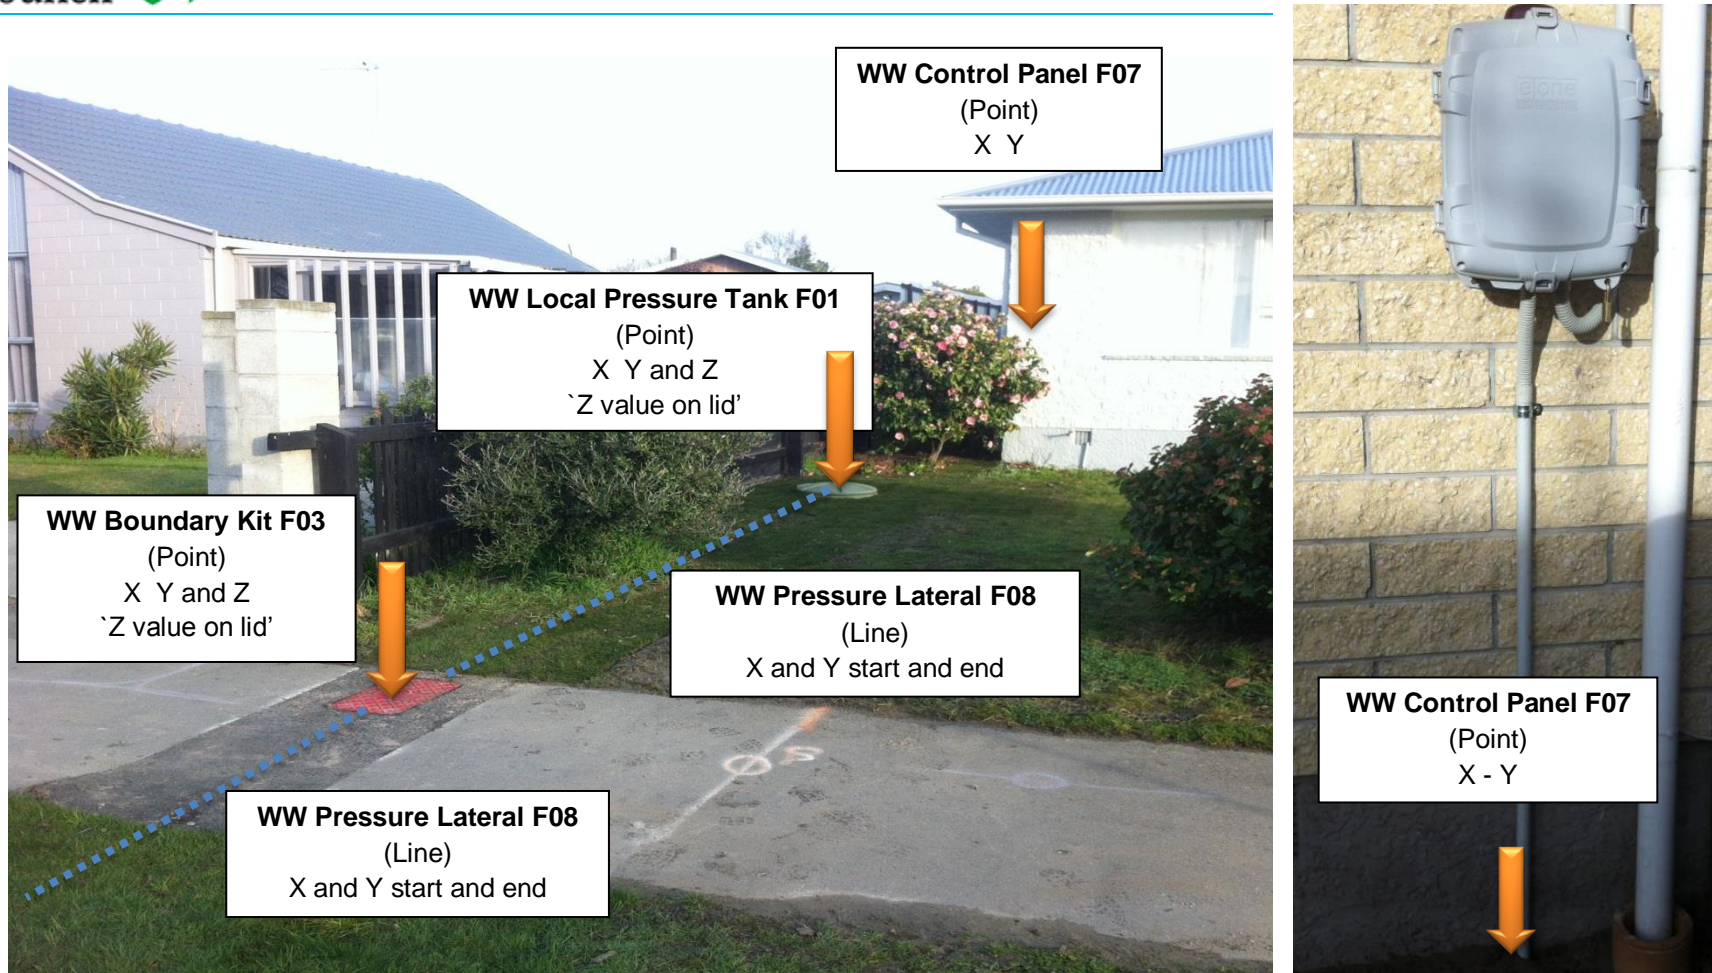 WW Control Panel F07
(Point)
X Y
WW Local Pressure Tank F01
(Point)
X Y and Z
`Z value on lid'
WW Boundary Kit F03
(Point)
X Y and Z
`Z value on lid'
WW Pressure Lateral F08
(Line)
X and Y start and end
WW Pressure Lateral F08
(Line)
X and Y start and end
e|one
WW Control Panel F07
(Point)
X - Y